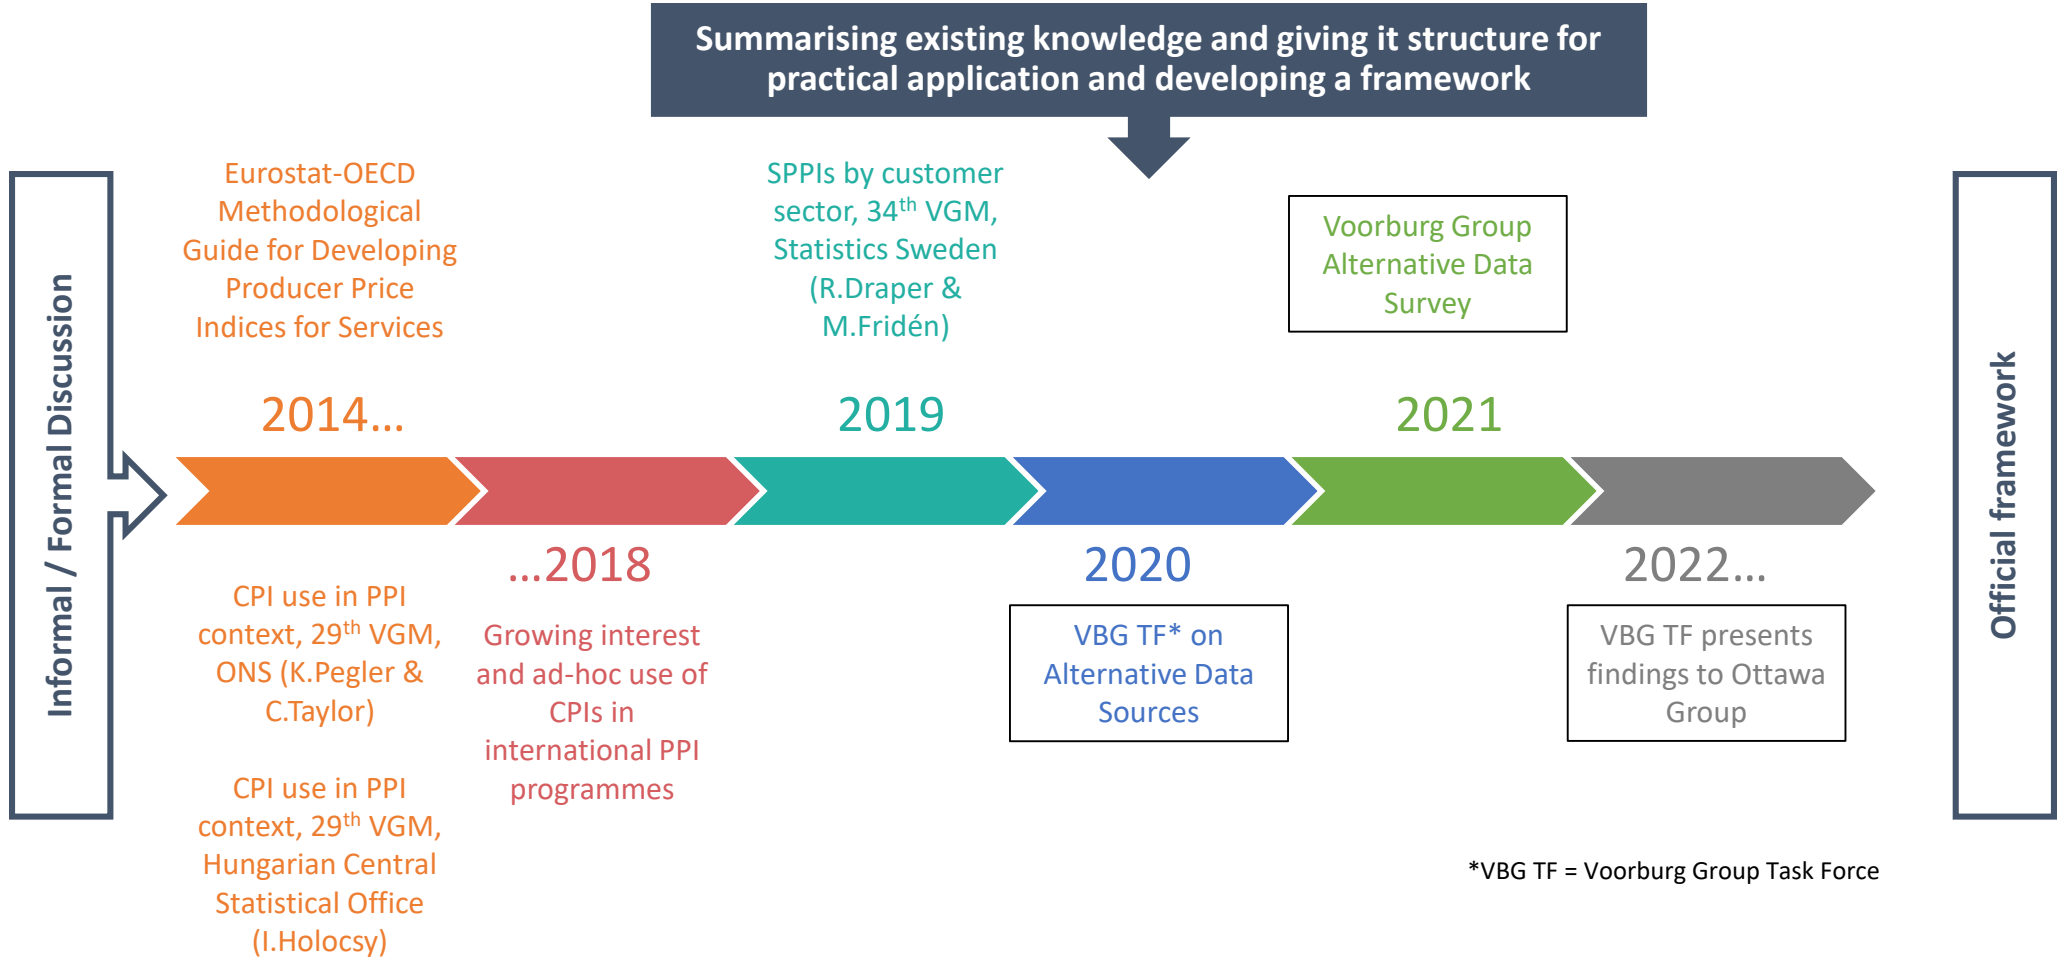 Summarising existing knowledge and giving it structure for
practical application and developing a framework
Informal / Formal Discussion
Eurostat-OECD
Methodological
Guide for Developing
Producer Price
Indices for Services
2014...
CPI use in PPI
context, 29th VGM,
ONS (K.Pegler &
C.Taylor)
CPI use in PPI
context, 29th VGM,
Hungarian Central
Statistical Office
(I.Holocsy)
...2018
Growing interest
and ad-hoc use of
CPIs in
international PPI
programmes
SPPIs by customer
sector, 34th VGM,
Statistics Sweden
(R.Draper &
M.Fridén)
2019
2020
VBG TF* on
Alternative Data
Sources
Voorburg Group
Alternative Data
Survey
2021
2022...
VBG TF presents
findings to Ottawa
Group
Official framework
*VBG TF = Voorburg Group Task Force